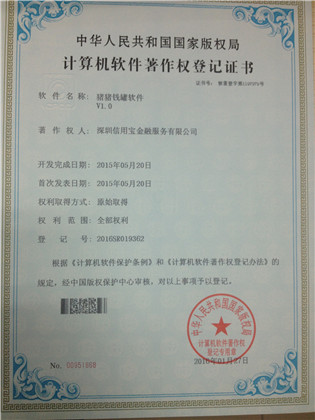 中华人民共和国国家版权局
计算机软件著作权登记证书
软件名称： 猪猪钱罐软件
V1.0
著作权人： 深圳信用宝金融服务有限公司
开发完成日期： 2015年05月20日
首次发表日期： 2015年05月20日
权利取得方式： 原始取得
权利范围： 全部权利
登记号： 2016SR019362
根据《计算机软件保护条例》和《计算机软件著作权登记办法》的
规定，经中国版权保护中心审核，对以上事项予以登记。
中华人民共和国国家版权局
计算机软件著作权
登记专用章
No.
2016年01月27日